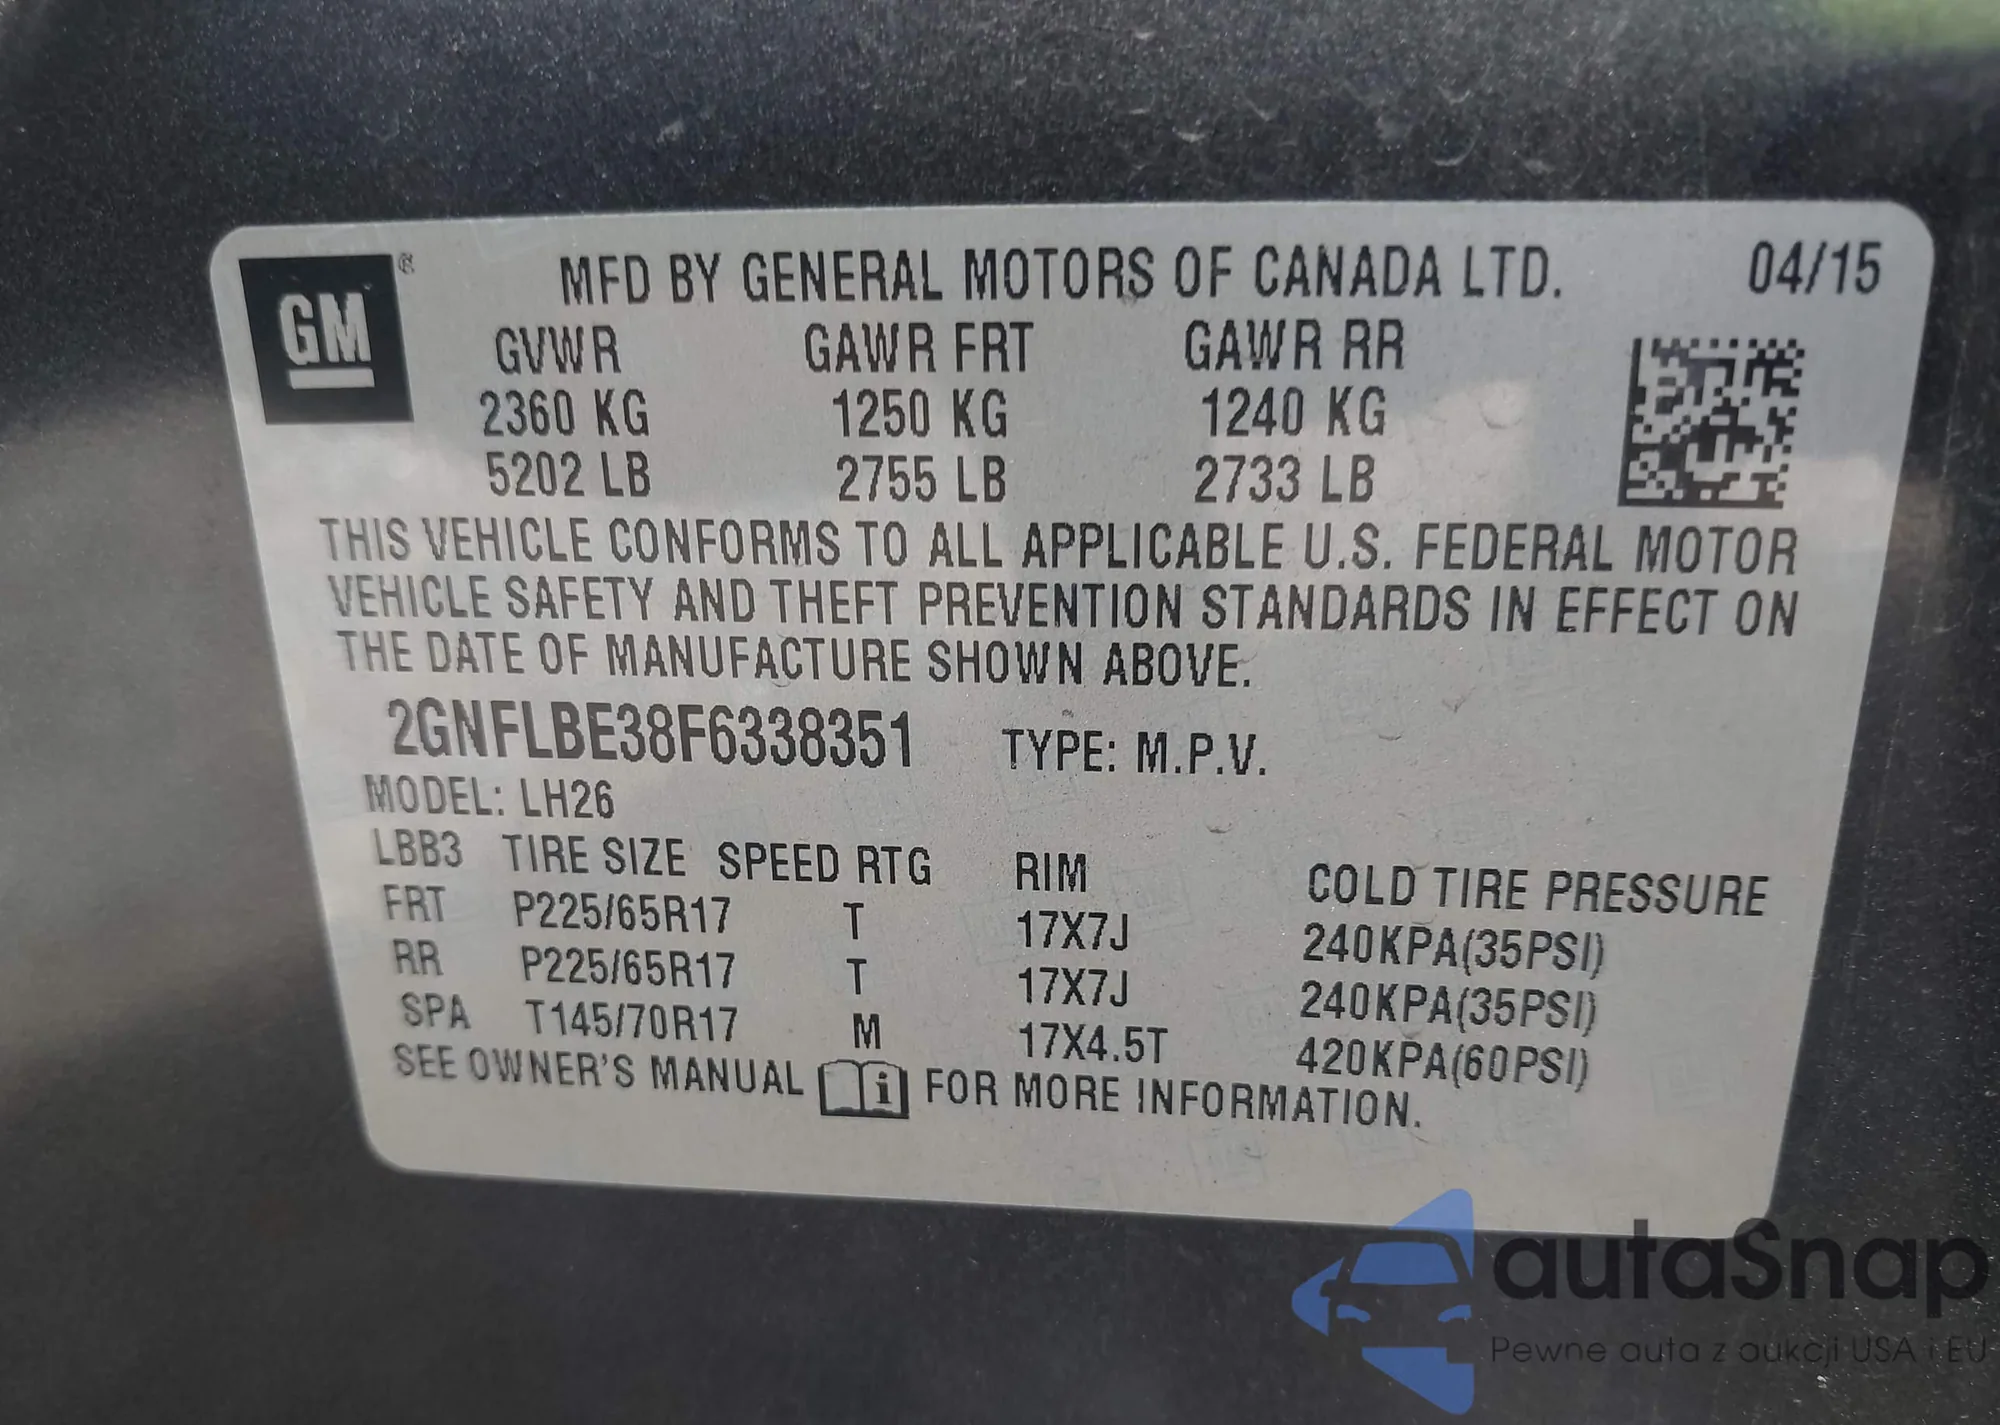 GM ®
MFD BY GENERAL MOTORS OF CANADA LTD. 04/15
GVWR GAWR FRT GAWR RR
2360 KG 1250 KG 1240 KG
5202 LB 2755 LB 2733 LB
THIS VEHICLE CONFORMS TO ALL APPLICABLE U.S. FEDERAL MOTOR
VEHICLE SAFETY AND THEFT PREVENTION STANDARDS IN EFFECT ON
THE DATE OF MANUFACTURE SHOWN ABOVE.
2GNFLBE38F6338351 TYPE: M.P.V.
MODEL: LH26
LBB3 TIRE SIZE SPEED RTG RIM COLD TIRE PRESSURE
FRT P225/65R17 T 17X7J 240KPA(35PSI)
RR P225/65R17 T 17X7J 240KPA(35PSI)
SPA T145/70R17 M 17X4.5T 420KPA(60PSI)
SEE OWNER'S MANUAL i FOR MORE INFORMATION.
autaSnap
Pewne auta z aukcji USA i EU